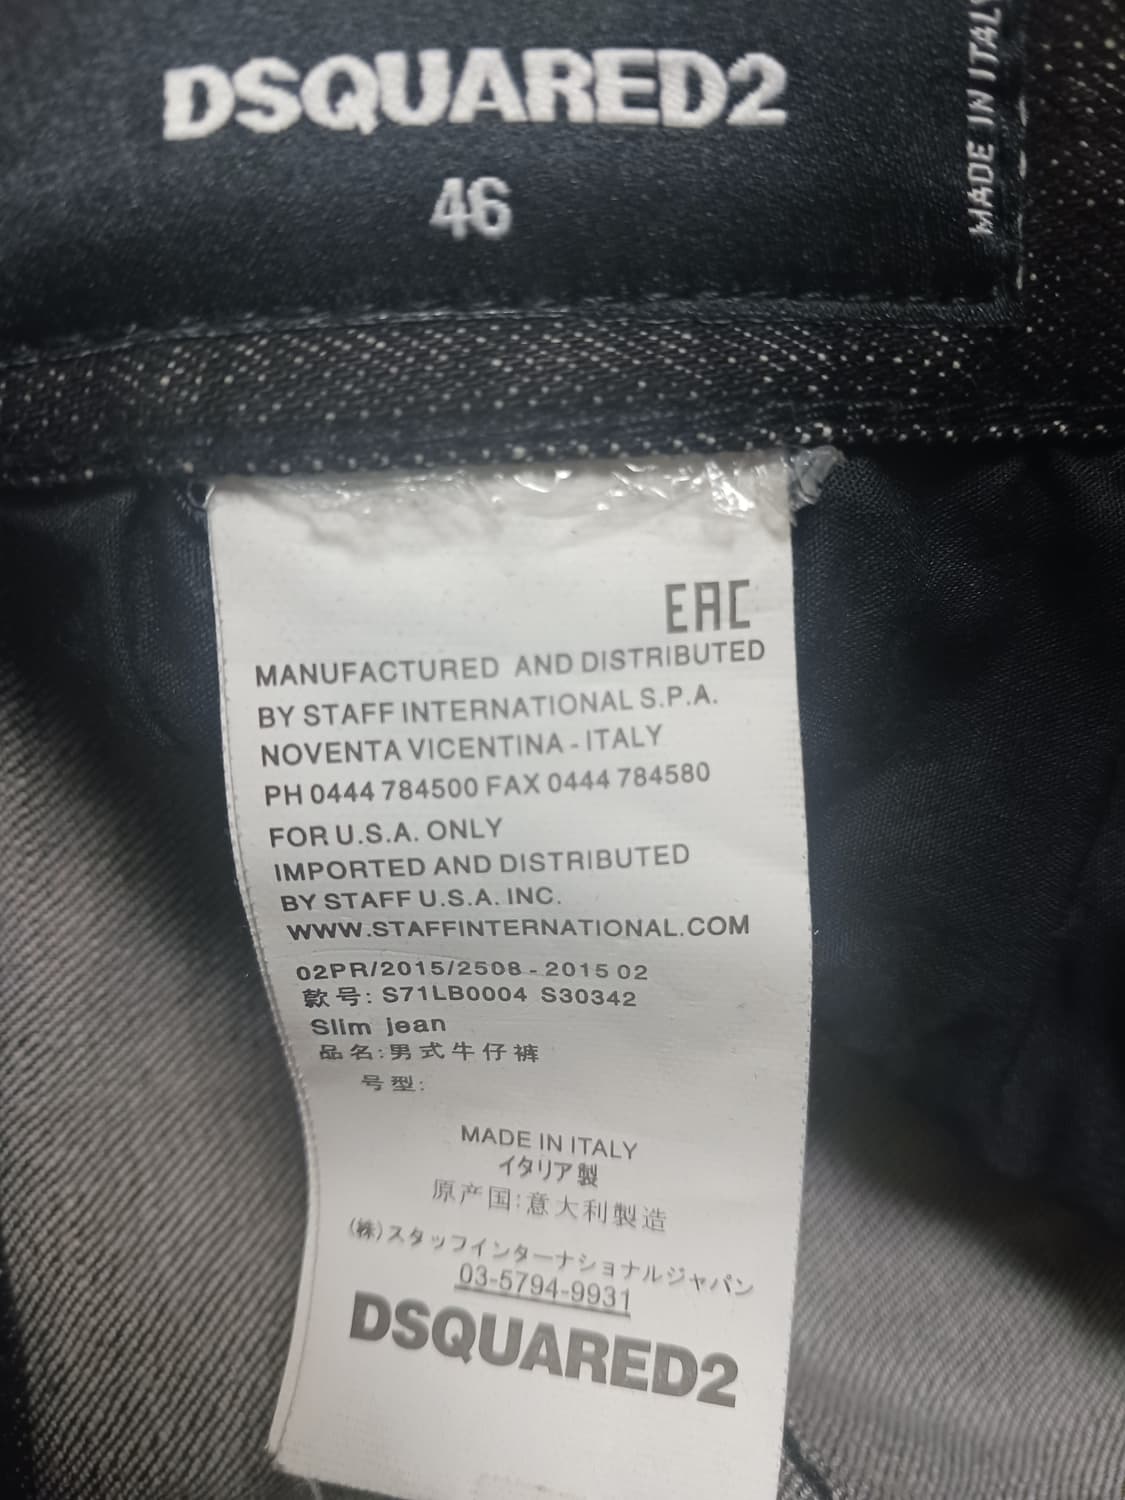 DSQUARED2
46
MADE IN ITALY
EAC
MANUFACTURED AND DISTRIBUTED
BY STAFF INTERNATIONAL S.P.A.
NOVENTA VICENTINA - ITALY
PH 0444 784500 FAX 0444 784580
FOR U.S.A. ONLY
IMPORTED AND DISTRIBUTED
BY STAFF U.S.A. INC.
WWW.STAFFINTERNATIONAL.COM
02PR/2015/2508 - 2015 02
款号: S71LB0004 S30342
Slim jean
品名:男式牛仔裤
号型:
MADE IN ITALY
イタリア製
原产国:意大利製造
(株)スタッフインターナショナルジャパン
03-5794-9931
DSQUARED2